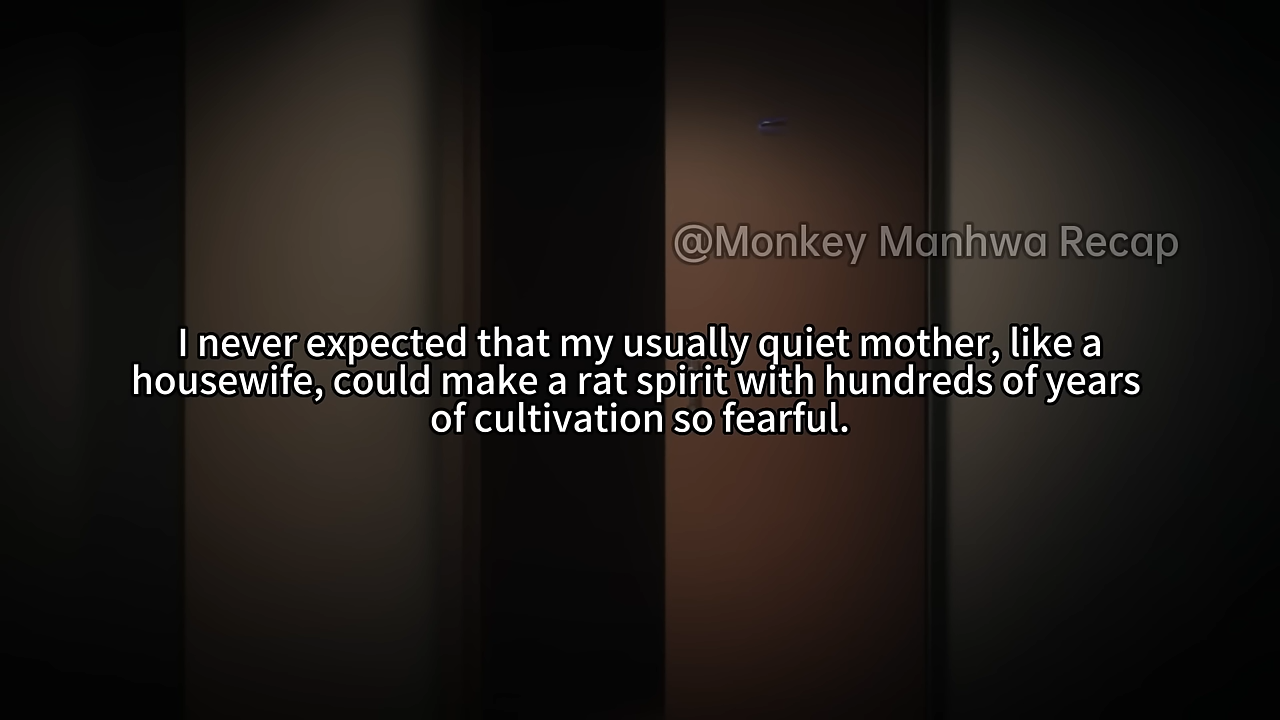 @Monkey Manhwa Recap
I never expected that my usually quiet mother, like a
housewife, could make a rat spirit with hundreds of years
of cultivation so fearful.